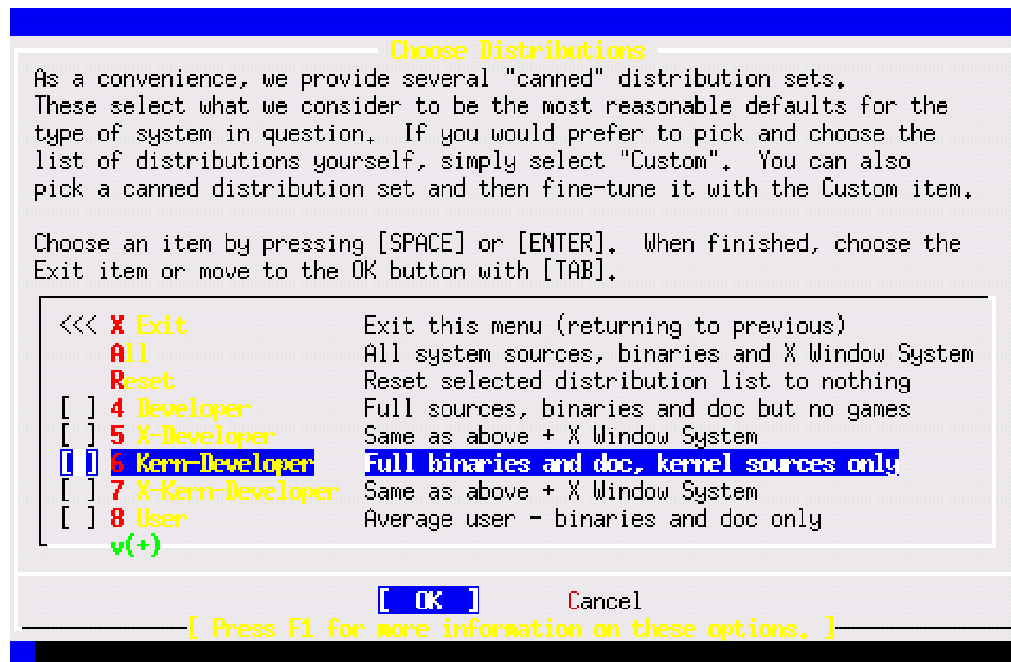 Choose Distributions
As a convenience, we provide several "canned" distribution sets.
These select what we consider to be the most reasonable defaults for the
type of system in question.  If you would prefer to pick and choose the
list of distributions yourself, simply select "Custom".  You can also
pick a canned distribution set and then fine-tune it with the Custom item.
Choose an item by pressing [SPACE] or [ENTER].  When finished, choose the
Exit item or move to the OK button with [TAB].
<<< X Exit Exit this menu (returning to previous)
All All system sources, binaries and X Window System
Reset Reset selected distribution list to nothing
[ ] 4 Developer Full sources, binaries and doc but no games
[ ] 5 X-Developer Same as above + X Window System
[ ] 6 Kern-Developer Full binaries and doc, kernel sources only
[ ] 7 X-Kern-Developer Same as above + X Window System
[ ] 8 User Average user - binaries and doc only
v(+)
[ OK ] Cancel
[ Press F1 for more information on these options. ]